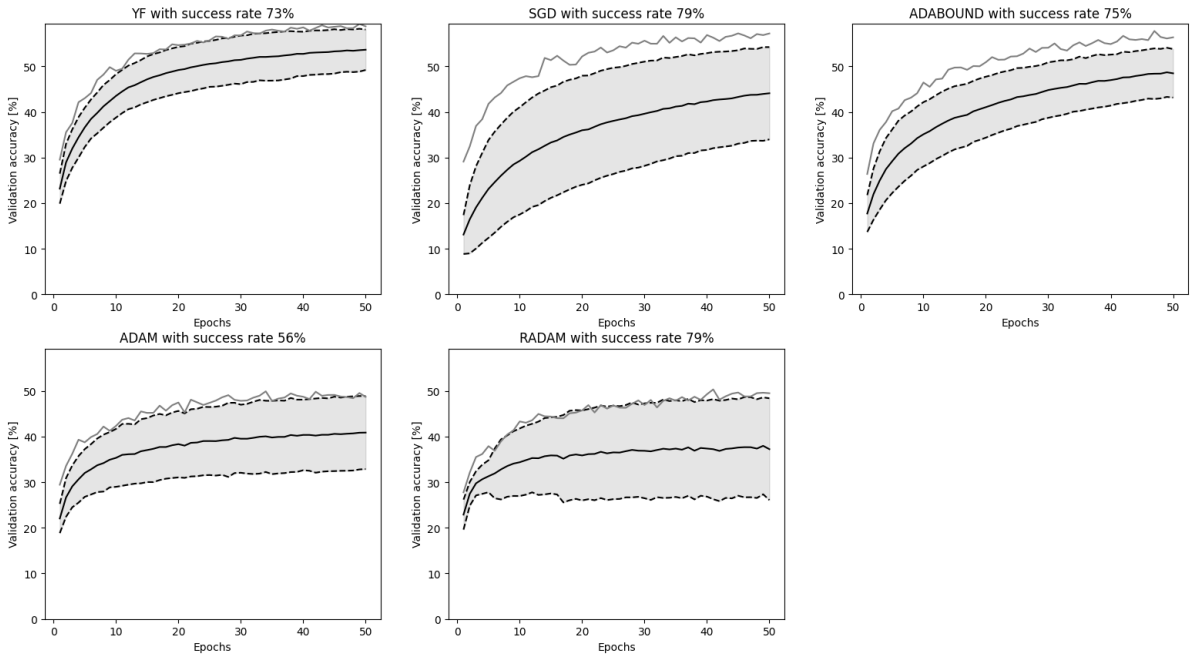 YF with success rate 73%
Validation accuracy [%]
50
40
30
20
10
0
0 10 20 30 40 50
Epochs
SGD with success rate 79%
Validation accuracy [%]
50
40
30
20
10
0
0 10 20 30 40 50
Epochs
ADABOUND with success rate 75%
Validation accuracy [%]
50
40
30
20
10
0
0 10 20 30 40 50
Epochs
ADAM with success rate 56%
Validation accuracy [%]
50
40
30
20
10
0
0 10 20 30 40 50
Epochs
RADAM with success rate 79%
Validation accuracy [%]
50
40
30
20
10
0
0 10 20 30 40 50
Epochs